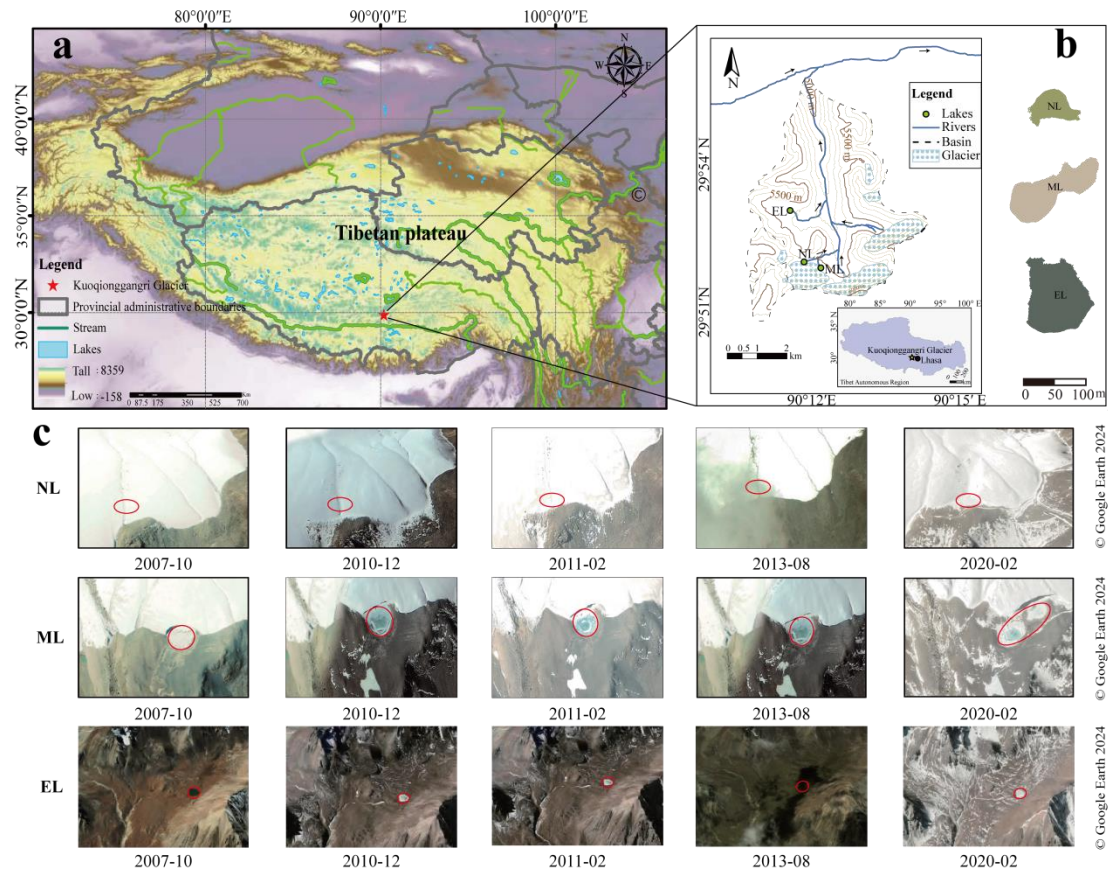 80°0′0″E
90°0′0″E
100°0′0″E
a
N
W
E
S
40°0′0″N
35°0′0″N
30°0′0″N
Tibetan plateau
©
Legend
Kuoqionggangri Glacier
Provincial administrative boundaries
Stream
Lakes
Tall : 8359
Low : -158
0 87.5 175 350 525 700
Km
b
N
Legend
Lakes
Rivers
Basin
Glacier
5000 m
5500 m
5500 m
EL
NL
ML
29°54′ N
29°51′ N
0 0.5 1 2
km
80° 90° 100° E
35°
30°
Kuoqionggangri Glacier
Lhasa
Tibet Autonomous Region
0 100 200
km
90°12′E
90°15′E
NL
ML
EL
0 50 100
m
c
NL
2007-10
2010-12
2011-02
2013-08
2020-02
© Google Earth 2024
ML
2007-10
2010-12
2011-02
2013-08
2020-02
© Google Earth 2024
EL
2007-10
2010-12
2011-02
2013-08
2020-02
© Google Earth 2024